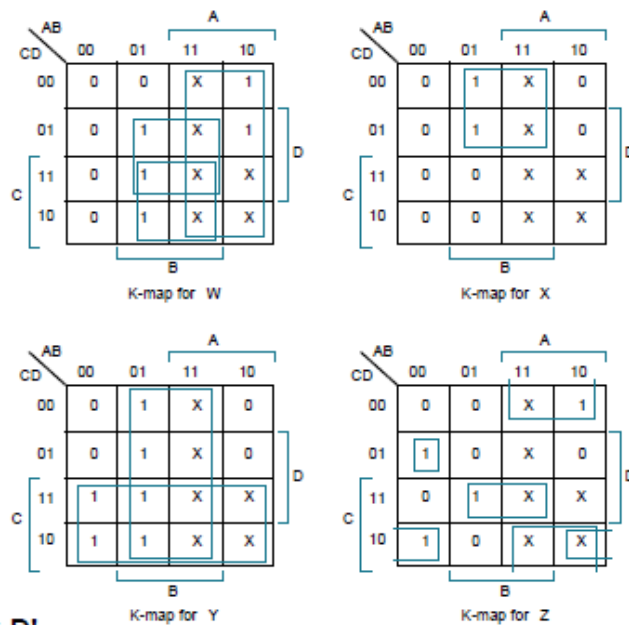 A A
AB AB
CD 00 01 11 10 CD 00 01 11 10
00 0 0 X 1 00 0 1 X 0
01 0 1 X 1 01 0 1 X 0
D D
11 0 1 X X 11 0 0 X X
C C
10 0 1 X X 10 0 0 X X
B B
K-map for W K-map for X
A A
AB AB
CD 00 01 11 10 CD 00 01 11 10
00 0 1 X 0 00 0 0 X 1
01 0 1 X 0 01 1 0 X 0
D D
11 1 1 X X 11 0 1 X X
C C
10 1 1 X X 10 1 0 X X
B B
K-map for Y K-map for Z